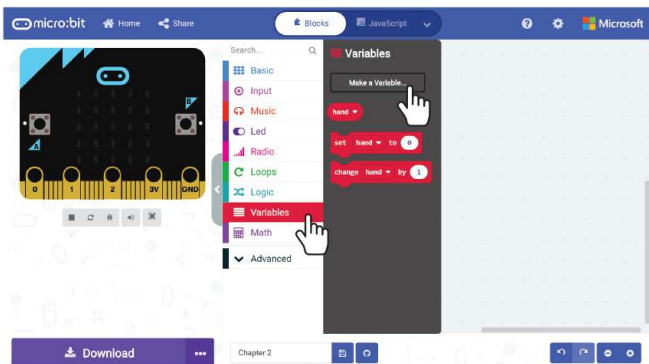 micro:bit Home Share Blocks JavaScript Microsoft
Search...
Basic
Input
Music
Led
Radio
Loops
Logic
Variables
Math
Advanced
Variables
Make a Variable...
hand
set hand to 0
change hand by 1
A
B
0 1 2 3V GND
Download
Chapter 2